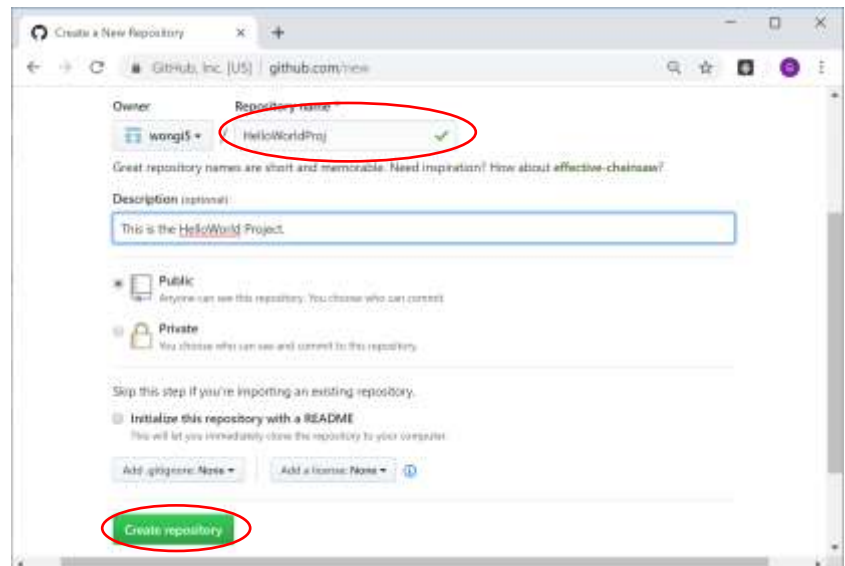 Create a New Repository
GitHub, Inc. [US] | github.com/new
Owner Repository name *
wongi5 / HelloWorldProj
Great repository names are short and memorable. Need inspiration? How about effective-chainsaw?
Description (optional)
This is the HelloWorld Project.
Public
Anyone can see this repository. You choose who can commit.
Private
You choose who can see and commit to this repository.
Skip this step if you're importing an existing repository.
Initialize this repository with a README
This will let you immediately clone the repository to your computer.
Add .gitignore: None Add a license: None
Create repository